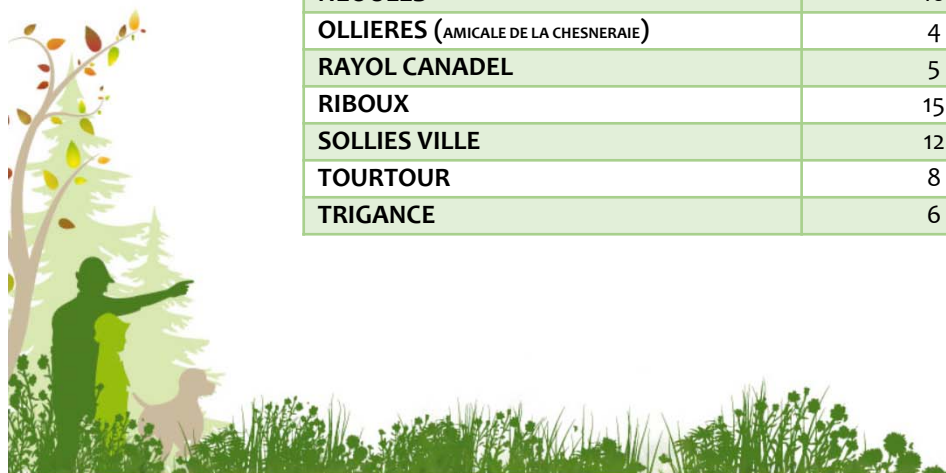 OLLIERES (AMICALE DE LA CHESNERAIE) 4
RAYOL CANADEL 5
RIBOUX 15
SOLLIES VILLE 12
TOURTOUR 8
TRIGANCE 6